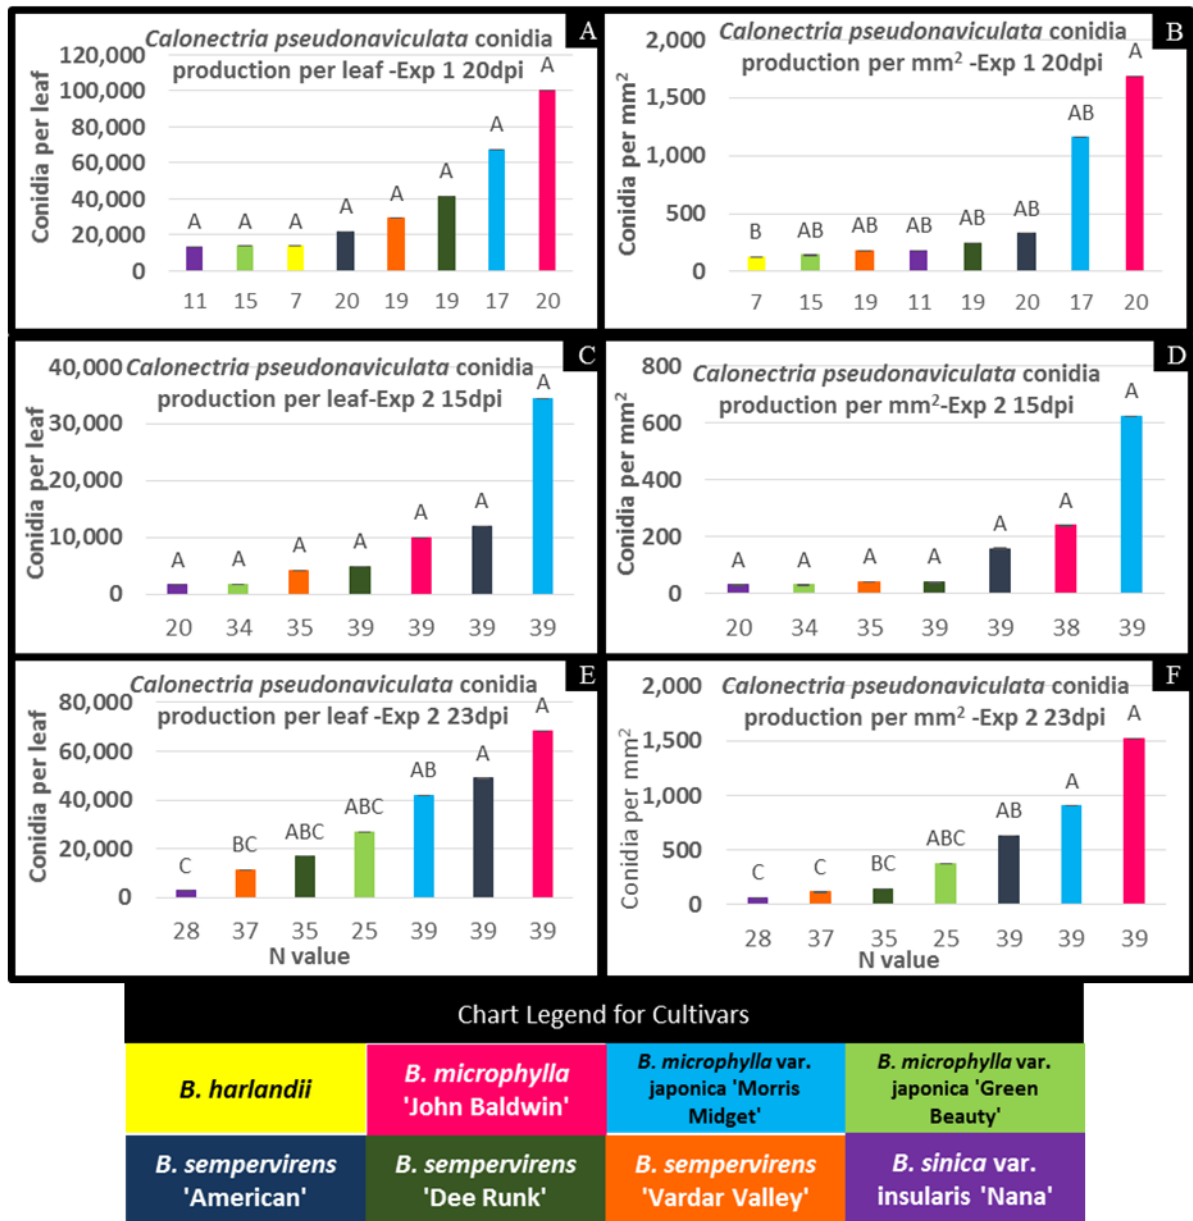 A
Calonectria pseudonaviculata conidia
production per leaf -Exp 1 20dpi
Conidia per leaf
120,000
100,000
80,000
60,000
40,000
20,000
0
A A A A A A A A
11 15 7 20 19 19 17 20
B
Calonectria pseudonaviculata conidia
production per mm² -Exp 1 20dpi
Conidia per mm²
2,000
1,500
1,000
500
0
B AB AB AB AB AB AB A
7 15 19 11 19 20 17 20
C
Calonectria pseudonaviculata conidia
production per leaf-Exp 2 15dpi
Conidia per leaf
40,000
30,000
20,000
10,000
0
A A A A A A A
20 34 35 39 39 39 39
D
Calonectria pseudonaviculata conidia
production per mm²-Exp 2 15dpi
Conidia per mm²
800
600
400
200
0
A A A A A A A
20 34 35 39 39 38 39
E
Calonectria pseudonaviculata conidia
production per leaf -Exp 2 23dpi
Conidia per leaf
80,000
60,000
40,000
20,000
0
C BC ABC ABC AB A A
28 37 35 25 39 39 39
N value
F
Calonectria pseudonaviculata conidia
production per mm² -Exp 2 23dpi
Conidia per mm²
2,000
1,500
1,000
500
0
C C BC ABC AB A A
28 37 35 25 39 39 39
N value
Chart Legend for Cultivars
B. harlandii
B. microphylla
'John Baldwin'
B. microphylla var.
japonica 'Morris
Midget'
B. microphylla var.
japonica 'Green
Beauty'
B. sempervirens
'American'
B. sempervirens
'Dee Runk'
B. sempervirens
'Vardar Valley'
B. sinica var.
insularis 'Nana'